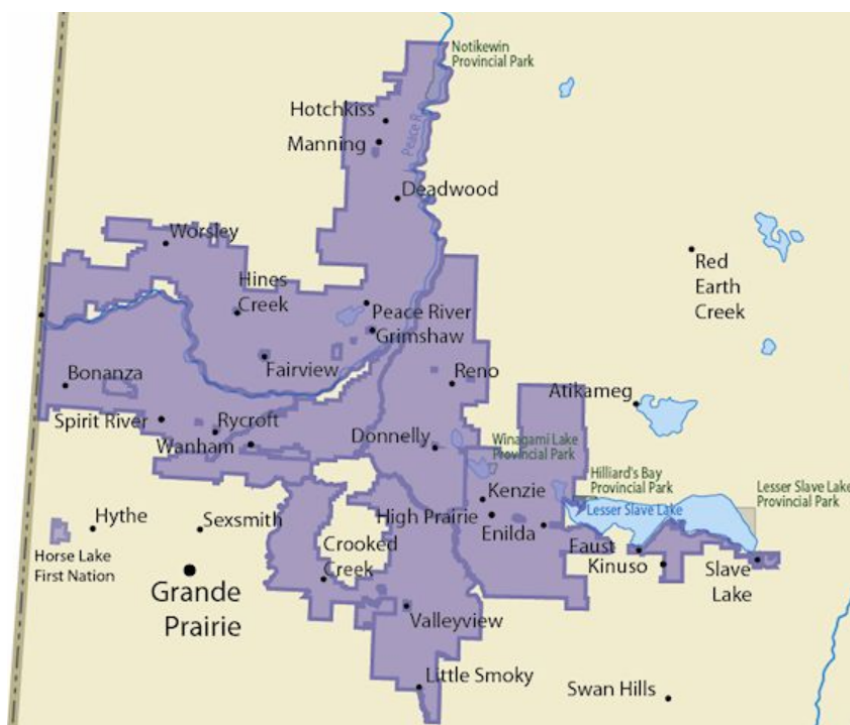 Notikewin
Provincial Park
Hotchkiss
Manning
Peace R.
Deadwood
Worsley
Red
Earth
Creek
Hines
Creek
Peace River
Grimshaw
Fairview
Bonanza
Reno
Atikameg
Spirit River
Rycroft
Wanham
Donnelly
Winagami Lake
Provincial Park
Hilliard's Bay
Provincial Park
Lesser Slave Lake
Provincial Park
Kenzie
Lesser Slave Lake
Hythe
Sexsmith
High Prairie
Enilda
Horse Lake
First Nation
Crooked
Creek
Faust
Kinuso
Slave
Lake
Grande
Prairie
Valleyview
Little Smoky
Swan Hills